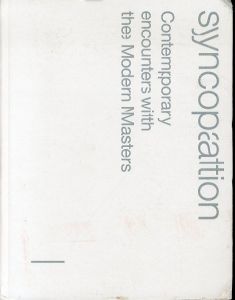 syncopation
Contemporary
encounters with
the Modern Masters